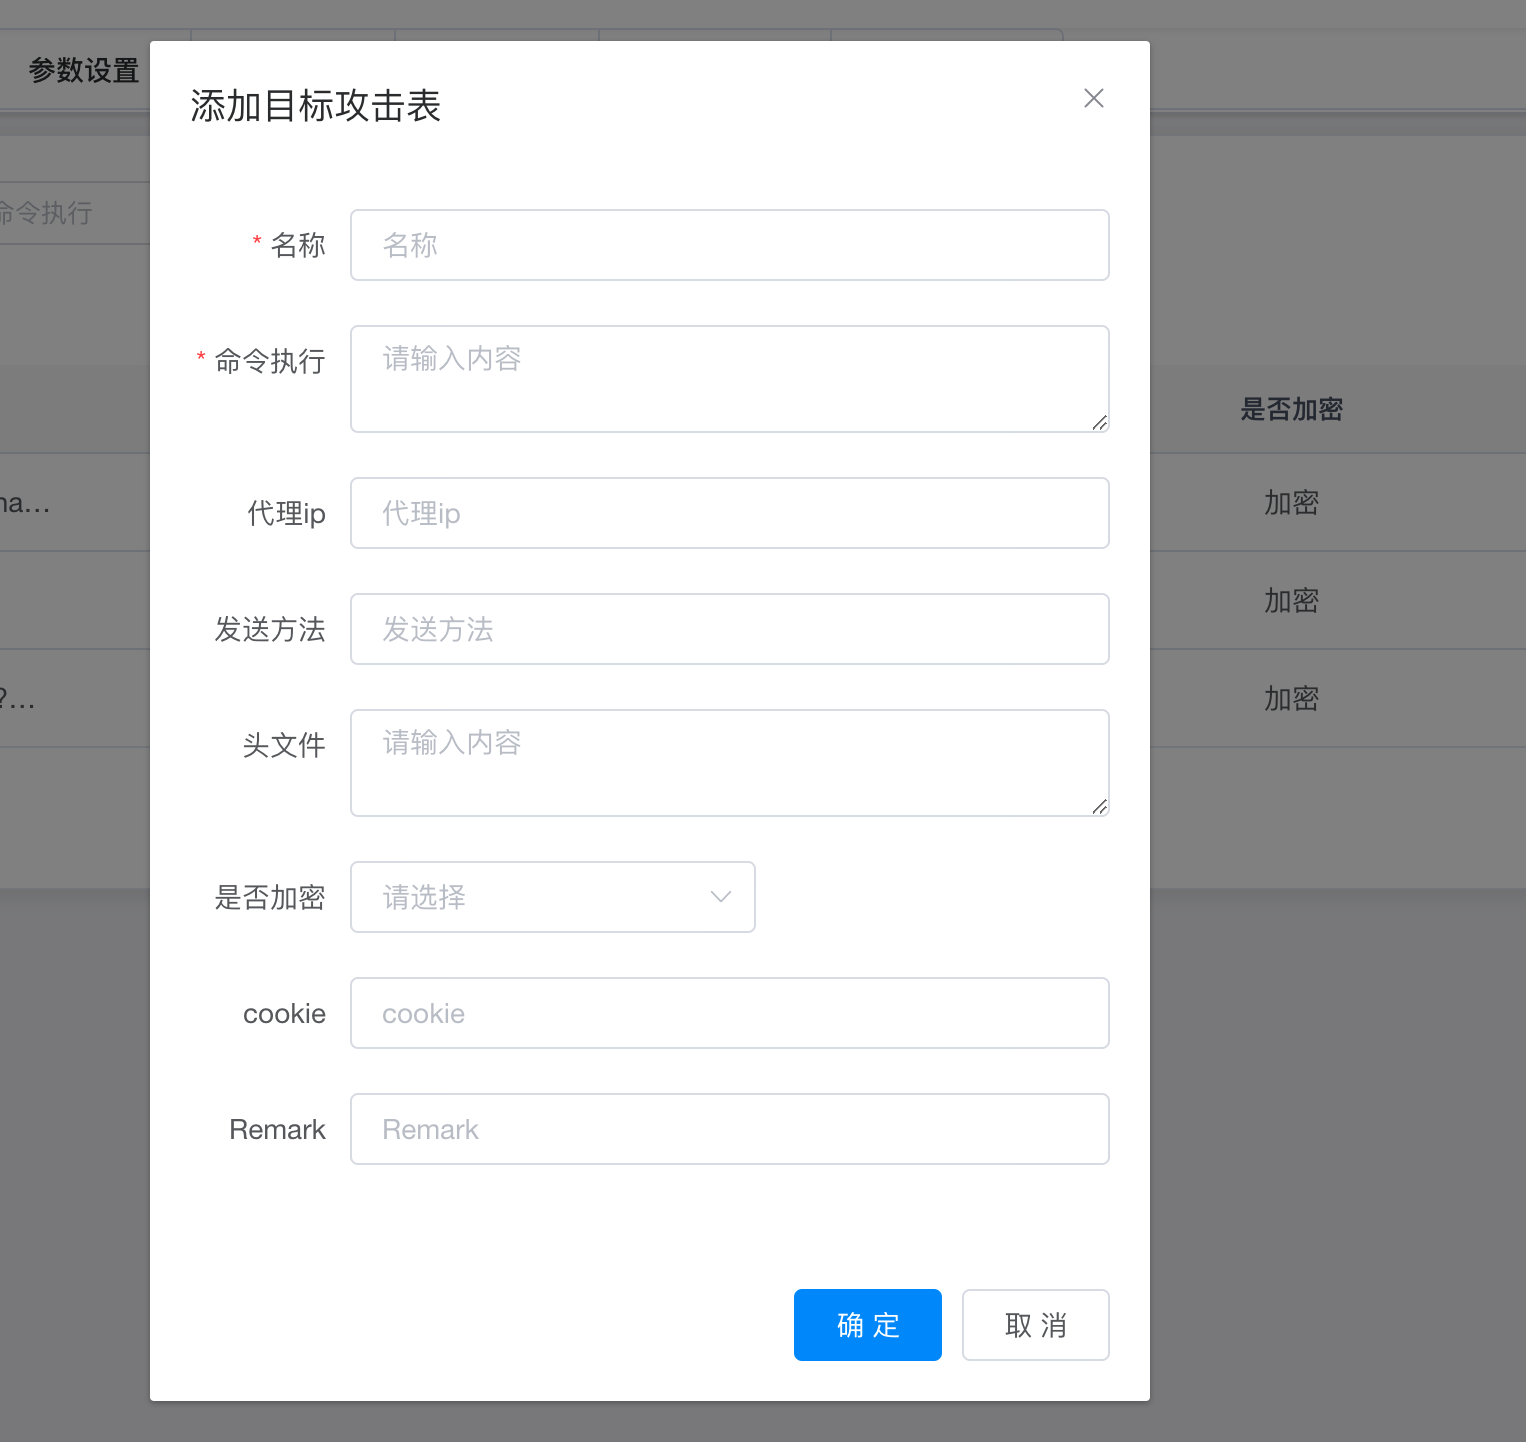 参数设置
添加目标攻击表
命令执行
* 名称
名称
* 命令执行
请输入内容
是否加密
na...
加密
代理ip
代理ip
加密
发送方法
发送方法
?...
加密
头文件
请输入内容
是否加密
请选择
cookie
cookie
Remark
Remark
确 定
取 消